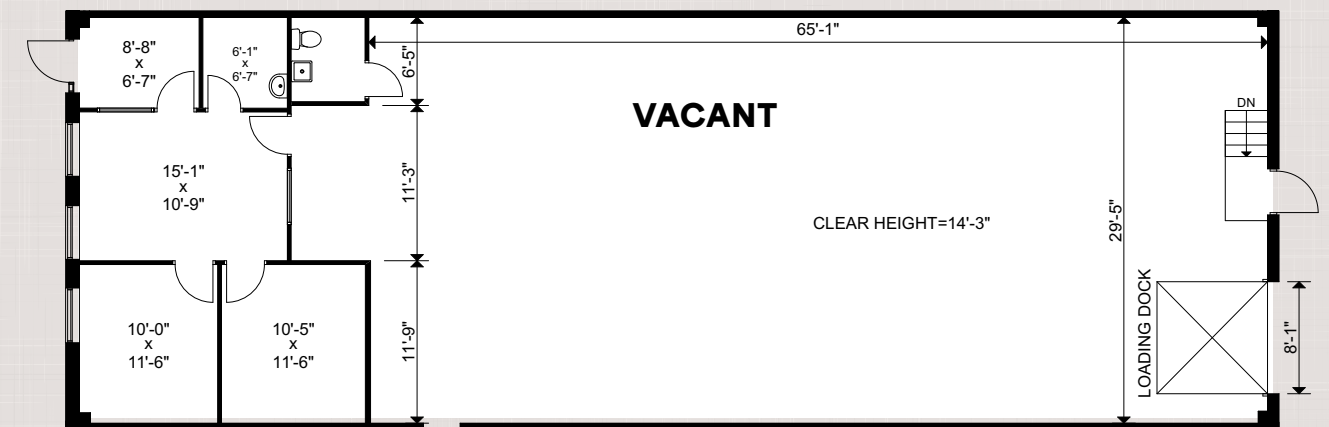 65'-1"
8'-8"
x
6'-7"
6'-1"
x
6'-7"
6'-5"
VACANT
DN
15'-1"
x
10'-9"
11'-3"
CLEAR HEIGHT=14'-3"
29'-5"
LOADING DOCK
8'-1"
10'-0"
x
11'-6"
10'-5"
x
11'-6"
11'-9"